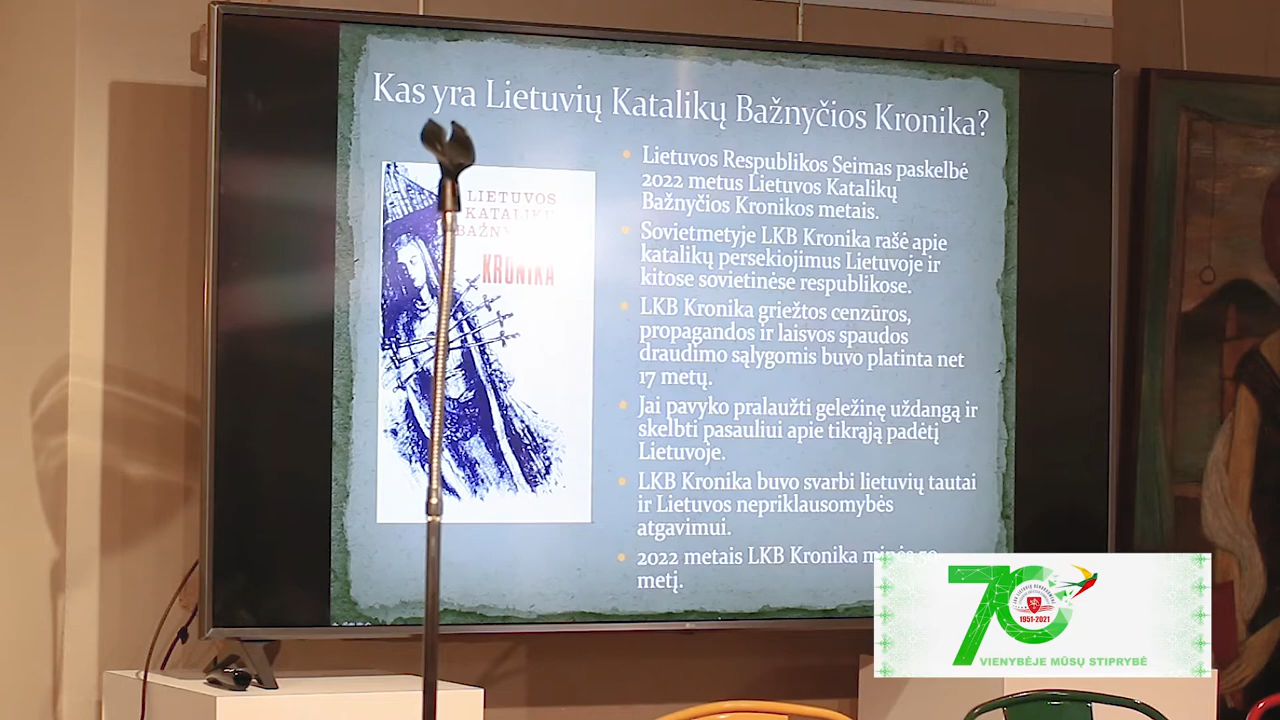 Kas yra Lietuvių Katalikų Bažnyčios Kronika?
LIETUVOS
KATALIKŲ
BAŽNY
KRONIKA
Lietuvos Respublikos Seimas paskelbė
2022 metus Lietuvos Katalikų
Bažnyčios Kronikos metais.
Sovietmetyje LKB Kronika rašė apie
katalikų persekiojimus Lietuvoje ir
kitose sovietinėse respublikose.
LKB Kronika griežtos cenzūros,
propagandos ir laisvos spaudos
draudimo sąlygomis buvo platinta net
17 metų.
Jai pavyko pralaužti geležinę uždangą ir
skelbti pasauliui apie tikrąją padėtį
Lietuvoje.
LKB Kronika buvo svarbi lietuvių tautai
ir Lietuvos nepriklausomybės
atgavimui.
2022 metais LKB Kronika minės 50
metį.
70
1951-2021
VIENYBĖJE MŪSŲ STIPRYBĖ